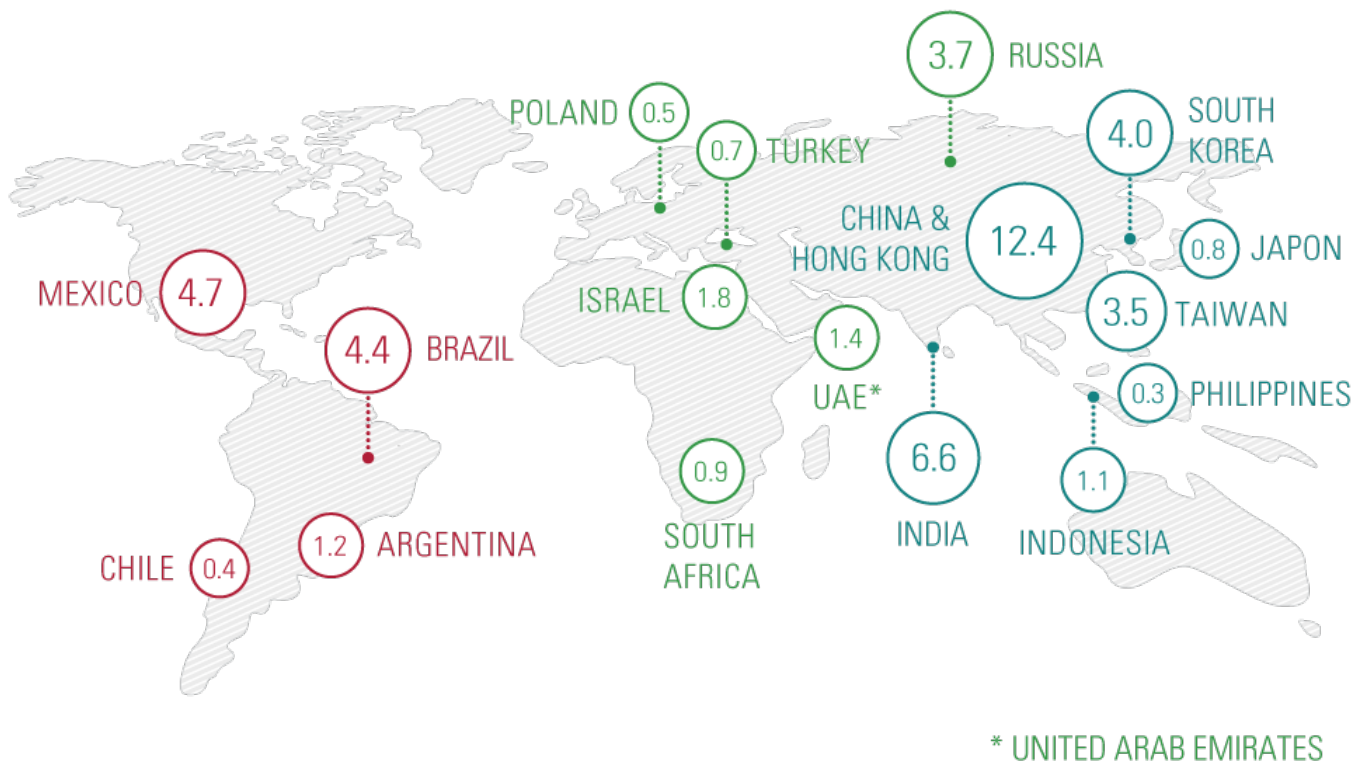 3.7 RUSSIA
POLAND 0.5
0.7 TURKEY
4.0 SOUTH
KOREA
CHINA &
HONG KONG
12.4
0.8 JAPON
MEXICO 4.7
ISRAEL 1.8
3.5 TAIWAN
4.4 BRAZIL
1.4
UAE*
0.3 PHILIPPINES
6.6
INDIA
0.9
SOUTH
AFRICA
1.1
INDONESIA
1.2 ARGENTINA
CHILE 0.4
* UNITED ARAB EMIRATES